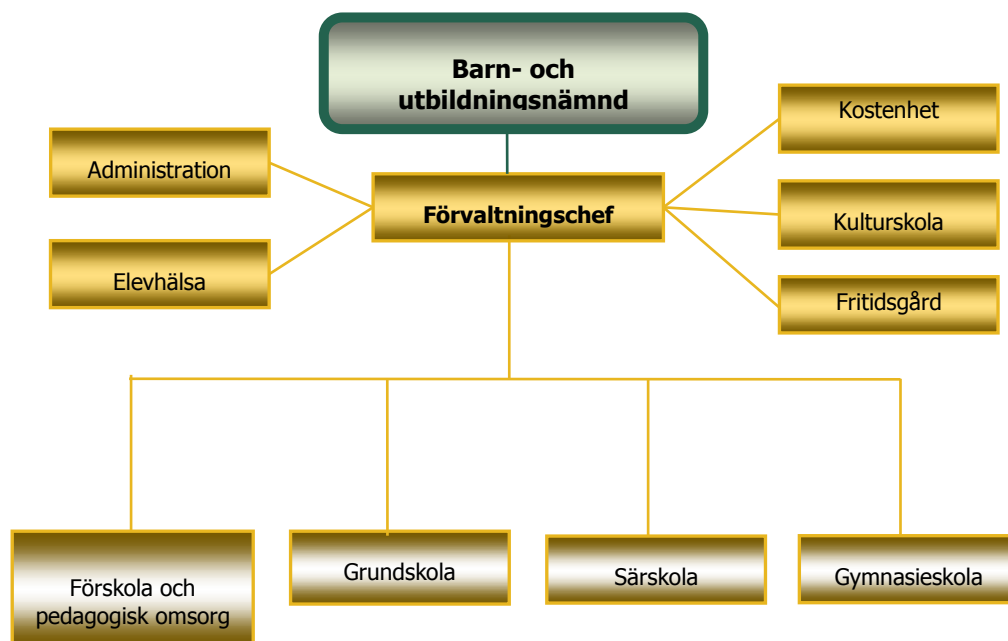 Barn- och
utbildningsnämnd
Kostenhet
Administration
Förvaltningschef
Kulturskola
Elevhälsa
Fritidsgård
Förskola och
pedagogisk omsorg
Grundskola
Särskola
Gymnasieskola